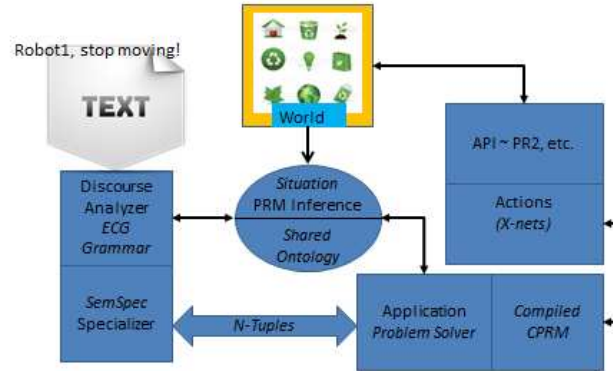 Robot1, stop moving!
TEXT
World
API ~ PR2, etc.
Actions
(X-nets)
Discourse
Analyzer
ECG
Grammar
Situation
PRM Inference
Shared
Ontology
SemSpec
Specializer
N-Tuples
Application
Problem Solver
Compiled
CPRM